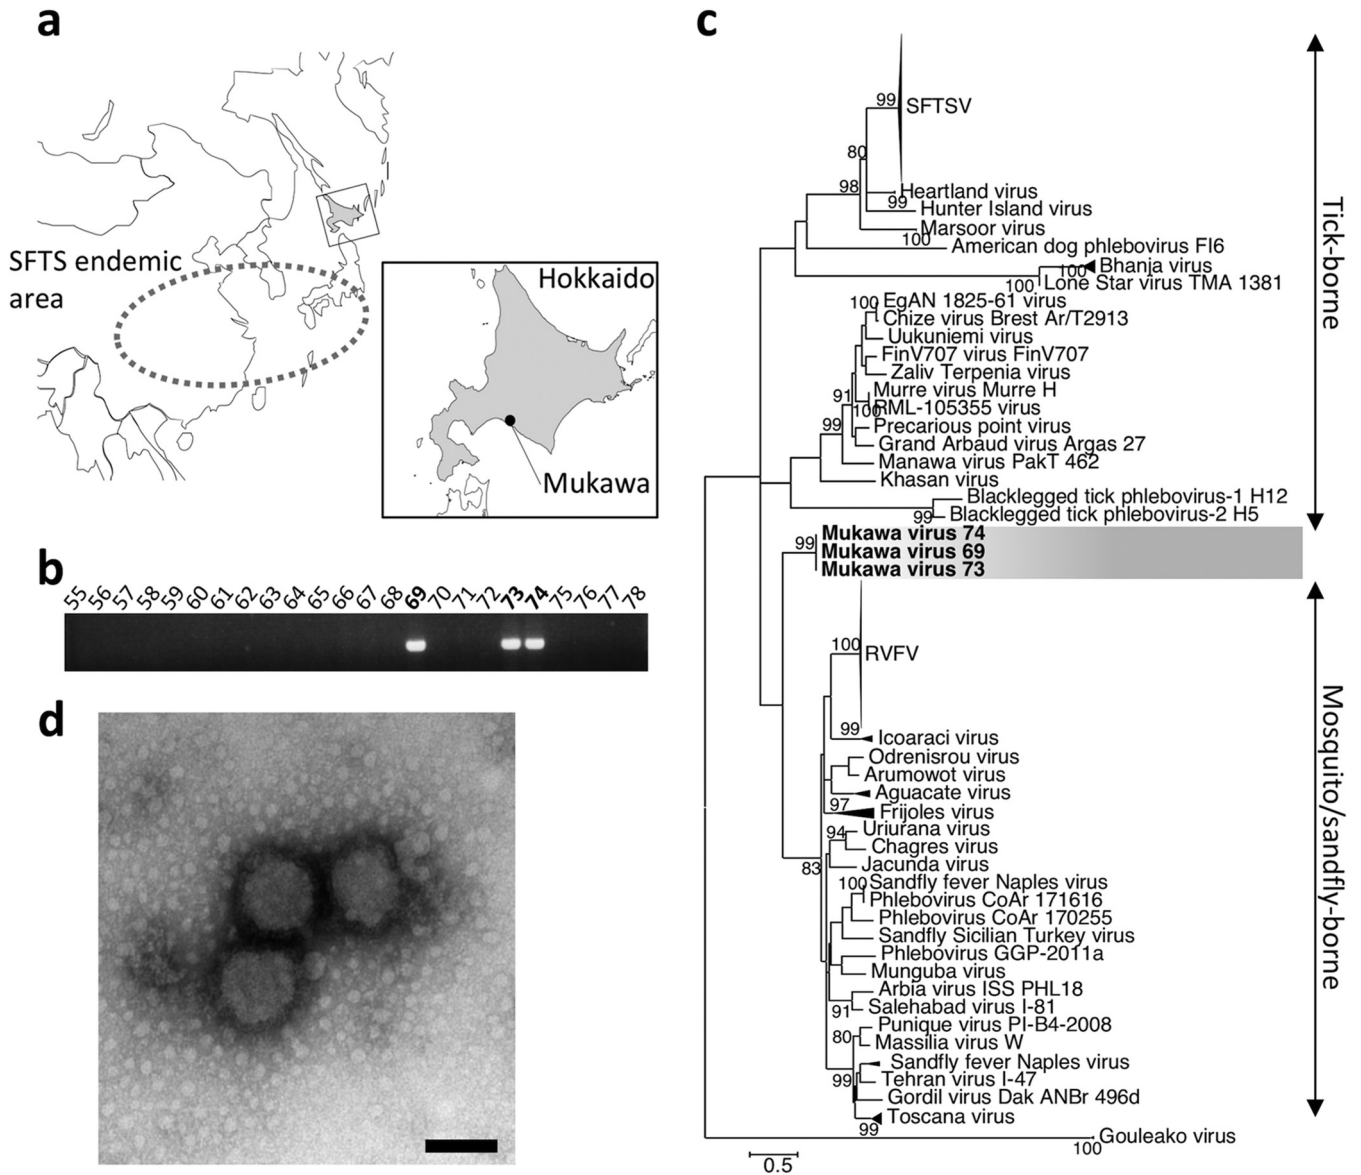 a
SFTS endemic
area
Hokkaido
Mukawa
b
55 56 57 58 59 60 61 62 63 64 65 66 67 68 69 70 71 72 73 74 75 76 77 78
d
c
99
SFTSV
80
98
Heartland virus
99
Hunter Island virus
Marsoor virus
100
American dog phlebovirus FI6
100
Bhanja virus
100
Lone Star virus TMA 1381
100
EgAN 1825-61 virus
Chize virus Brest Ar/T2913
Uukuniemi virus
FinV707 virus FinV707
Zaliv Terpenia virus
Murre virus Murre H
91
100
RML-105355 virus
Precarious point virus
99
Grand Arbaud virus Argas 27
Manawa virus PakT 462
Khasan virus
Blacklegged tick phlebovirus-1 H12
99
Blacklegged tick phlebovirus-2 H5
Mukawa virus 74
99
Mukawa virus 69
Mukawa virus 73
100
RVFV
99
Icoaraci virus
Odrenisrou virus
Arumowot virus
Aguacate virus
97
Frijoles virus
94
Uriurana virus
Chagres virus
Jacunda virus
83
100
Sandfly fever Naples virus
Phlebovirus CoAr 171616
Phlebovirus CoAr 170255
Sandfly Sicilian Turkey virus
Phlebovirus GGP-2011a
Munguba virus
Arbia virus ISS PHL18
91
Salehabad virus I-81
Punique virus PI-B4-2008
80
Massilia virus W
Sandfly fever Naples virus
99
Tehran virus I-47
Gordil virus Dak ANBr 496d
Toscana virus
99
Gouleako virus
100
0.5
Tick-borne
Mosquito/sandfly-borne